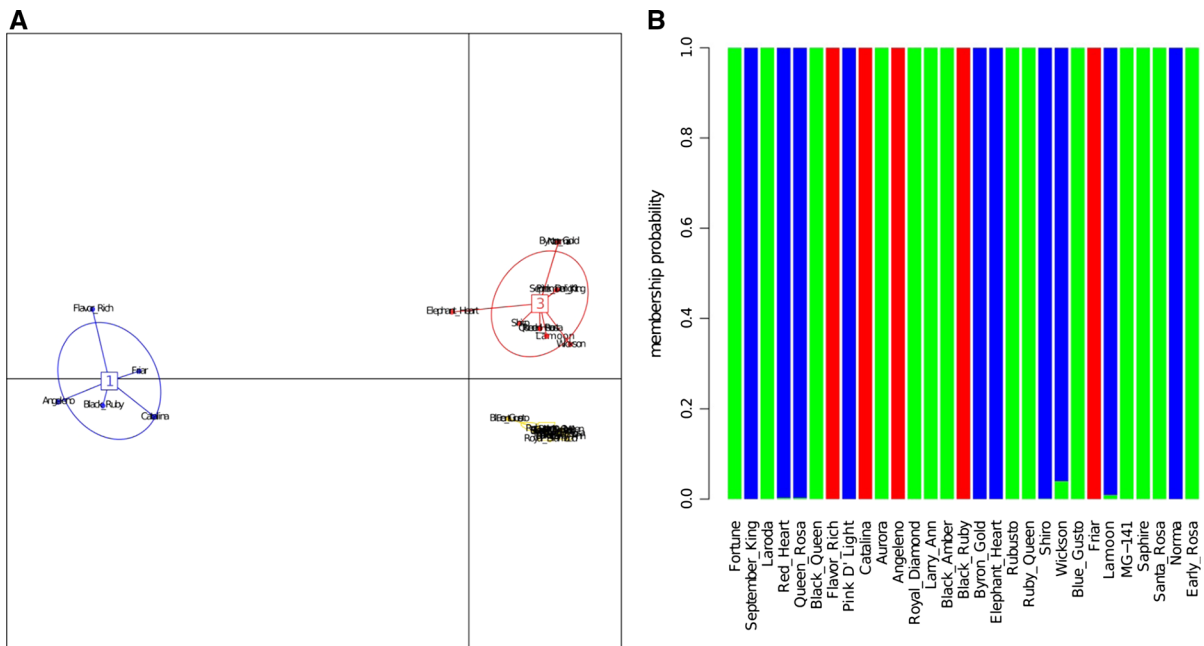 A
B
Flavor_Rich
1
Friar
Angeleno
Black_Ruby
Catalina
Elephant_Heart
3
Shiro
Lamoon
Wickson
membership probability
1.0
0.8
0.6
0.4
0.2
0.0
Fortune
September_King
Laroda
Red_Heart
Queen_Rosa
Black_Queen
Flavor_Rich
Pink D' Light
Catalina
Aurora
Angeleno
Royal_Diamond
Larry_Ann
Black_Amber
Black_Ruby
Byron_Gold
Elephant_Heart
Rubusto
Ruby_Queen
Shiro
Wickson
Blue_Gusto
Friar
Lamoon
MG−141
Saphire
Santa_Rosa
Norma
Early_Rosa